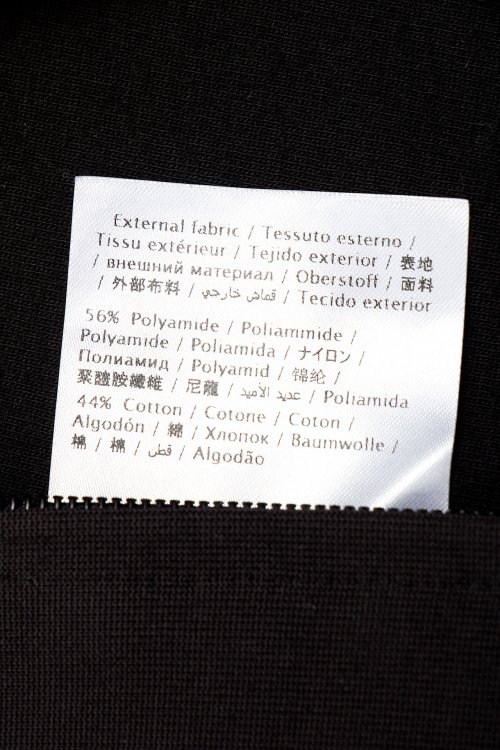 External fabric / Tessuto esterno /
Tissu extérieur / Tejido exterior / 表地
/ внешний материал / Oberstoff / 面料
/ 外部布料 / قماش خارجي / Tecido exterior
56% Polyamide / Poliammide /
Polyamide / Poliamida / ナイロン /
Полиамид / Polyamid / 锦纶 /
聚醯胺纖維 / 尼龍 / عديد الأميد / Poliamida
44% Cotton / Cotone / Coton /
Algodón / 綿 / Хлопок / Baumwolle /
棉 / 棉 / قطن / Algodão